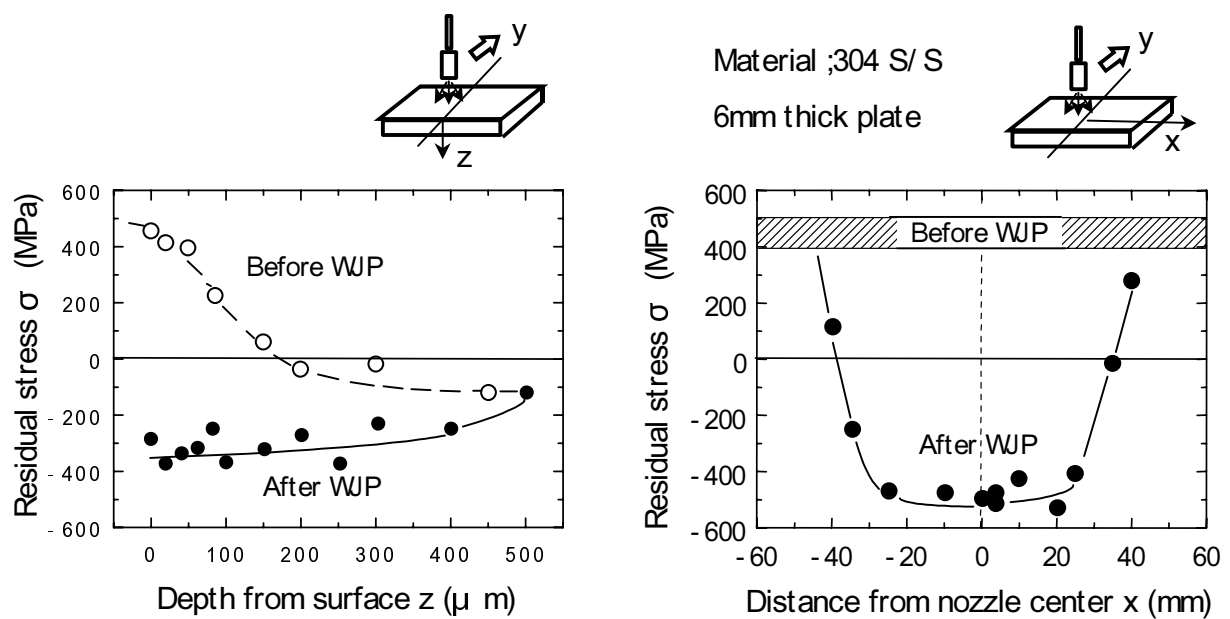 y
z
Material ;304 S/ S
6mm thick plate
y
x
Residual stress σ (MPa)
600
400
200
0
- 200
- 400
- 600
Before WJP
After WJP
0 100 200 300 400 500
Depth from surface z (μ m)
Residual stress σ (MPa)
600
400
200
0
- 200
- 400
- 600
Before WJP
After WJP
- 60 - 40 - 20 0 20 40 60
Distance from nozzle center x (mm)